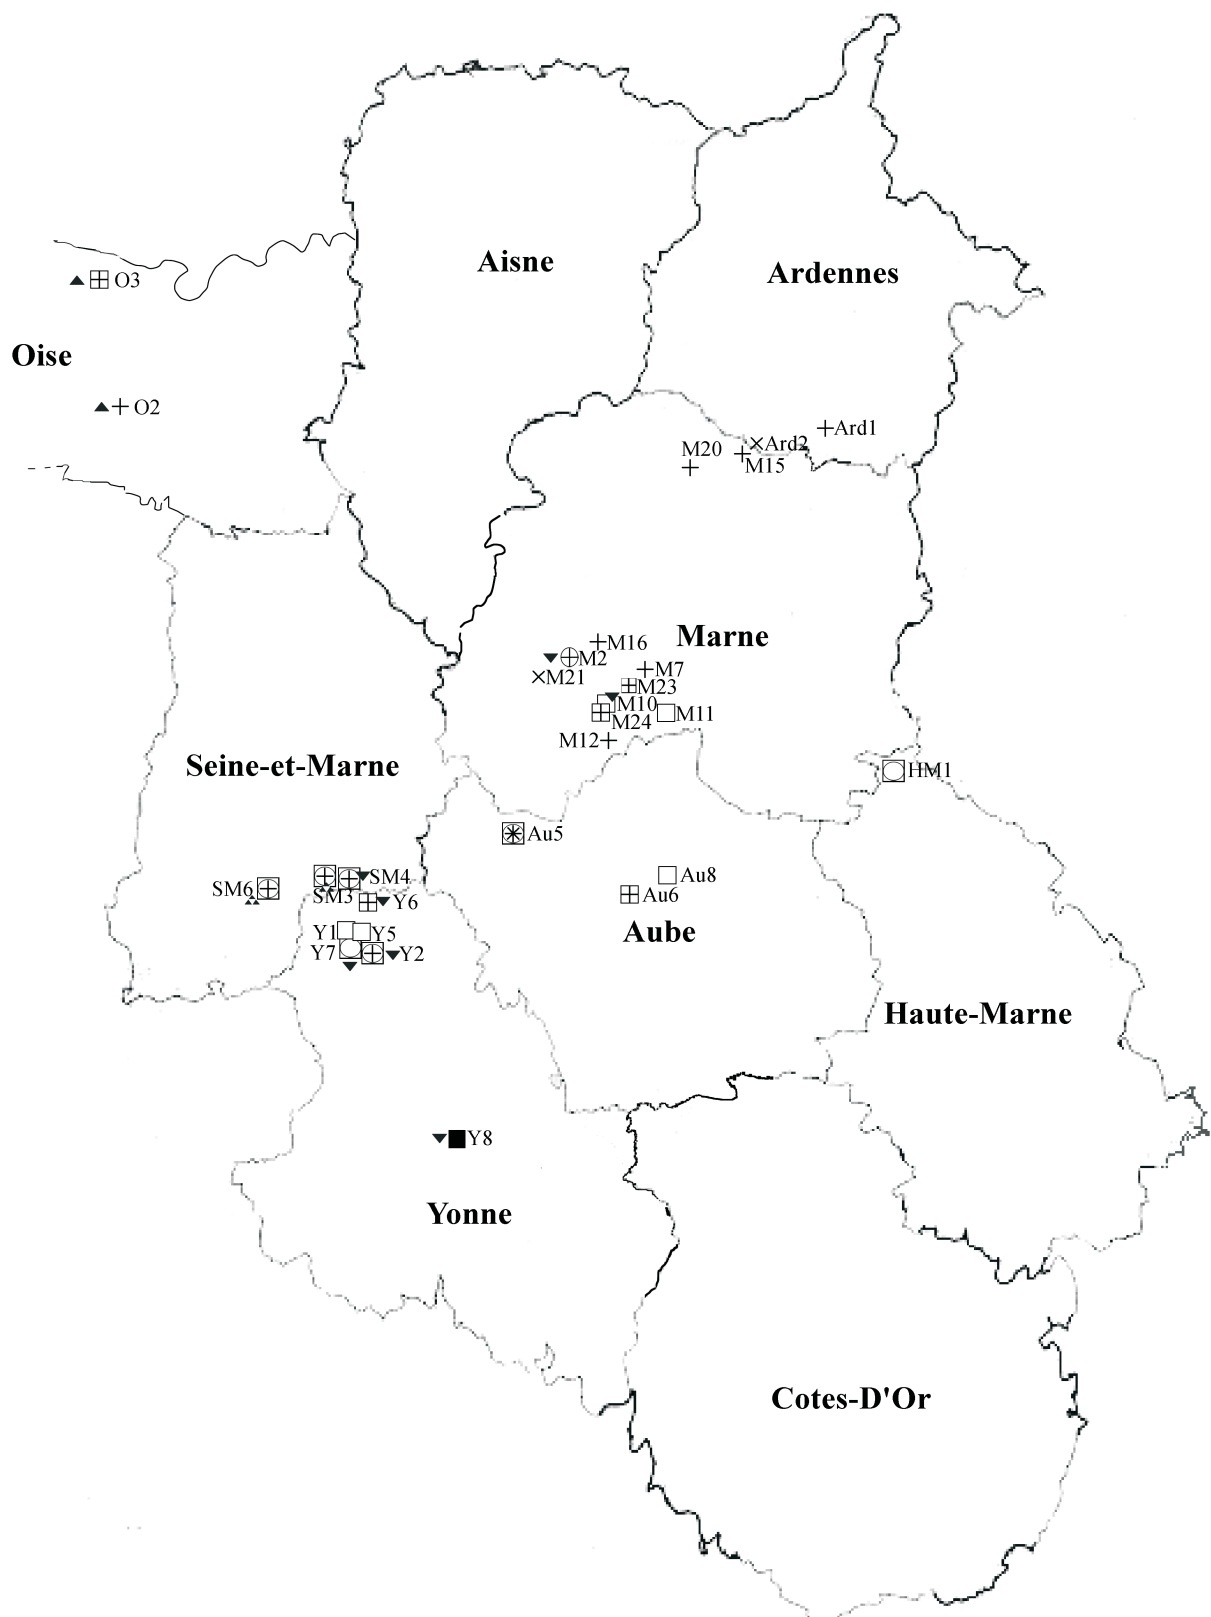 Aisne
Ardennes
O3
Oise
O2
Ard1
Ard2
M20
M15
Marne
M16
M2
M7
M21
M23
M10
M11
M24
M12
Seine-et-Marne
HM1
Au5
SM4
Au8
SM6
SM3
Au6
Y6
Y1
Y5
Aube
Y7
Y2
Haute-Marne
Y8
Yonne
Cotes-D'Or